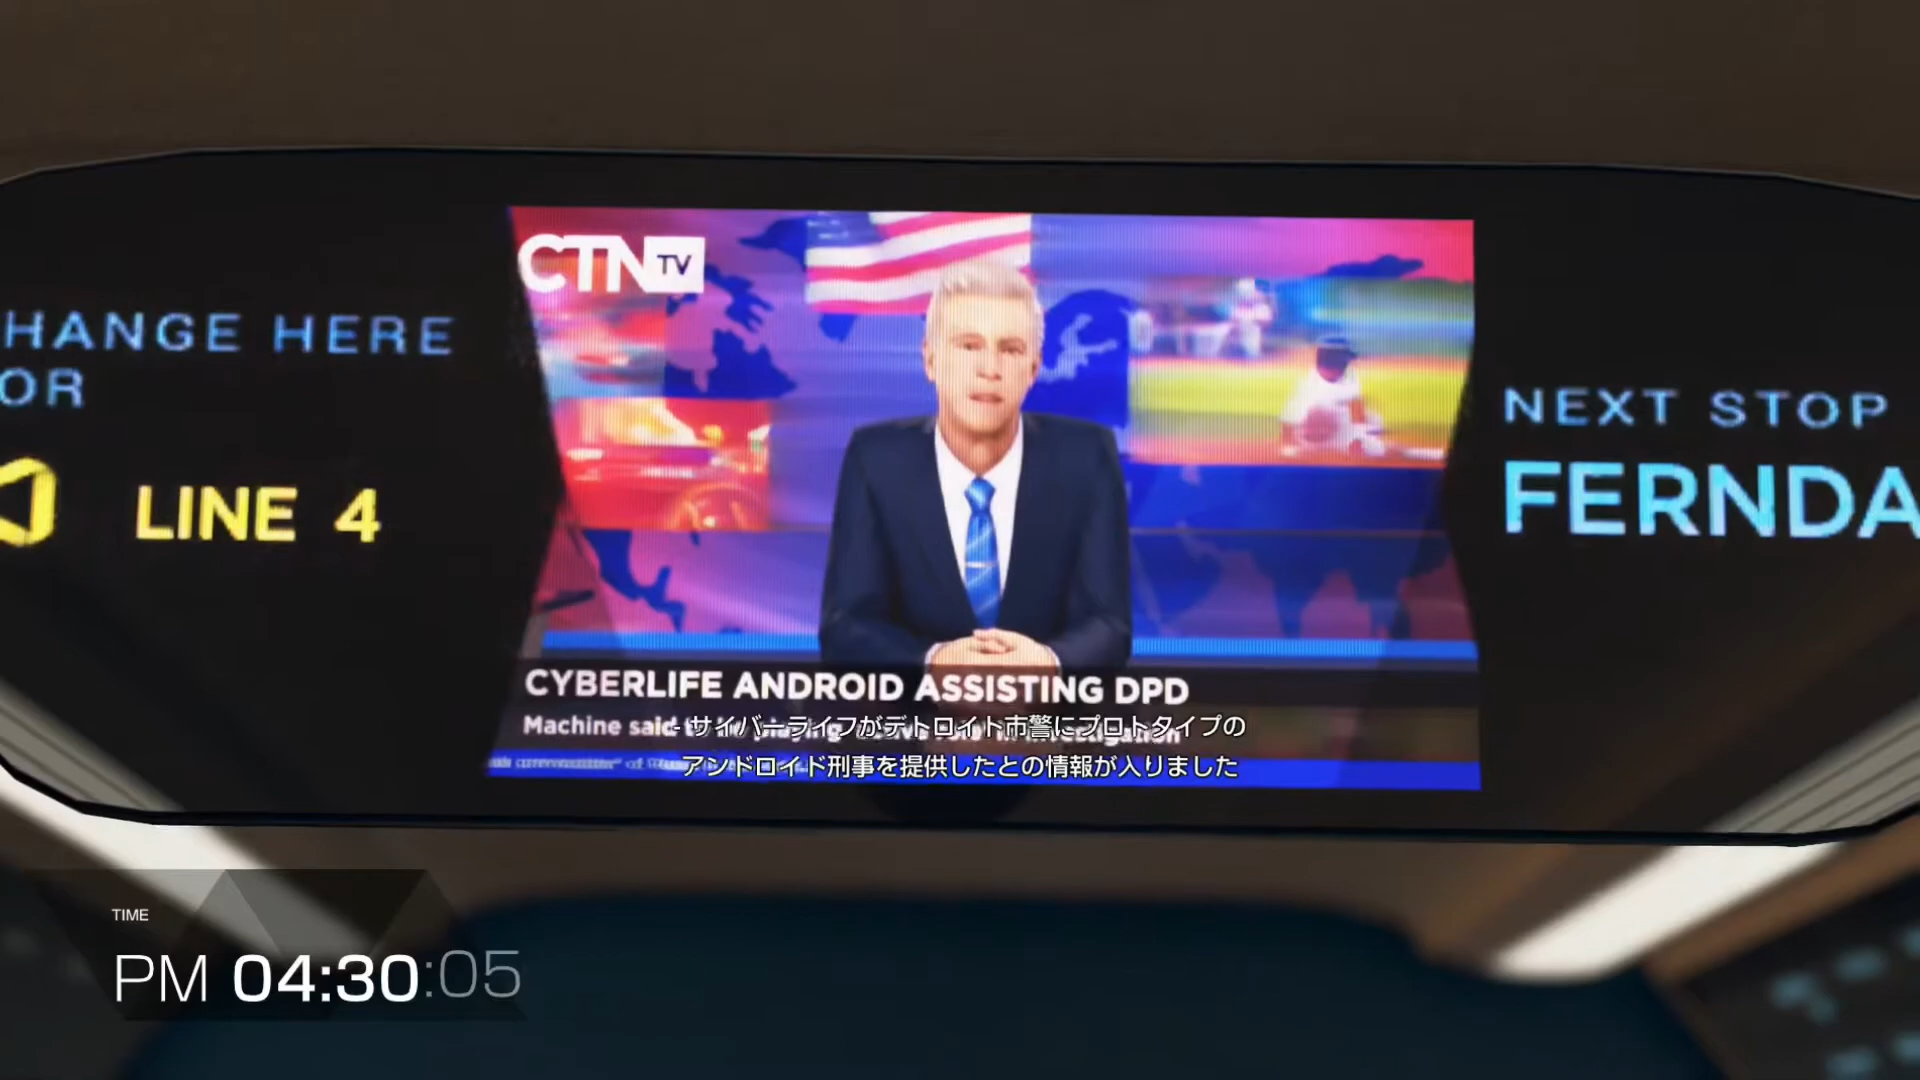 CTN TV
HANGE HERE
OR
LINE 4
NEXT STOP
FERNDA
CYBERLIFE ANDROID ASSISTING DPD
Machine said
investigation
- サイバーライフがデトロイト市警にプロトタイプの
アンドロイド刑事を提供したとの情報が入りました
TIME
PM 04:30:05